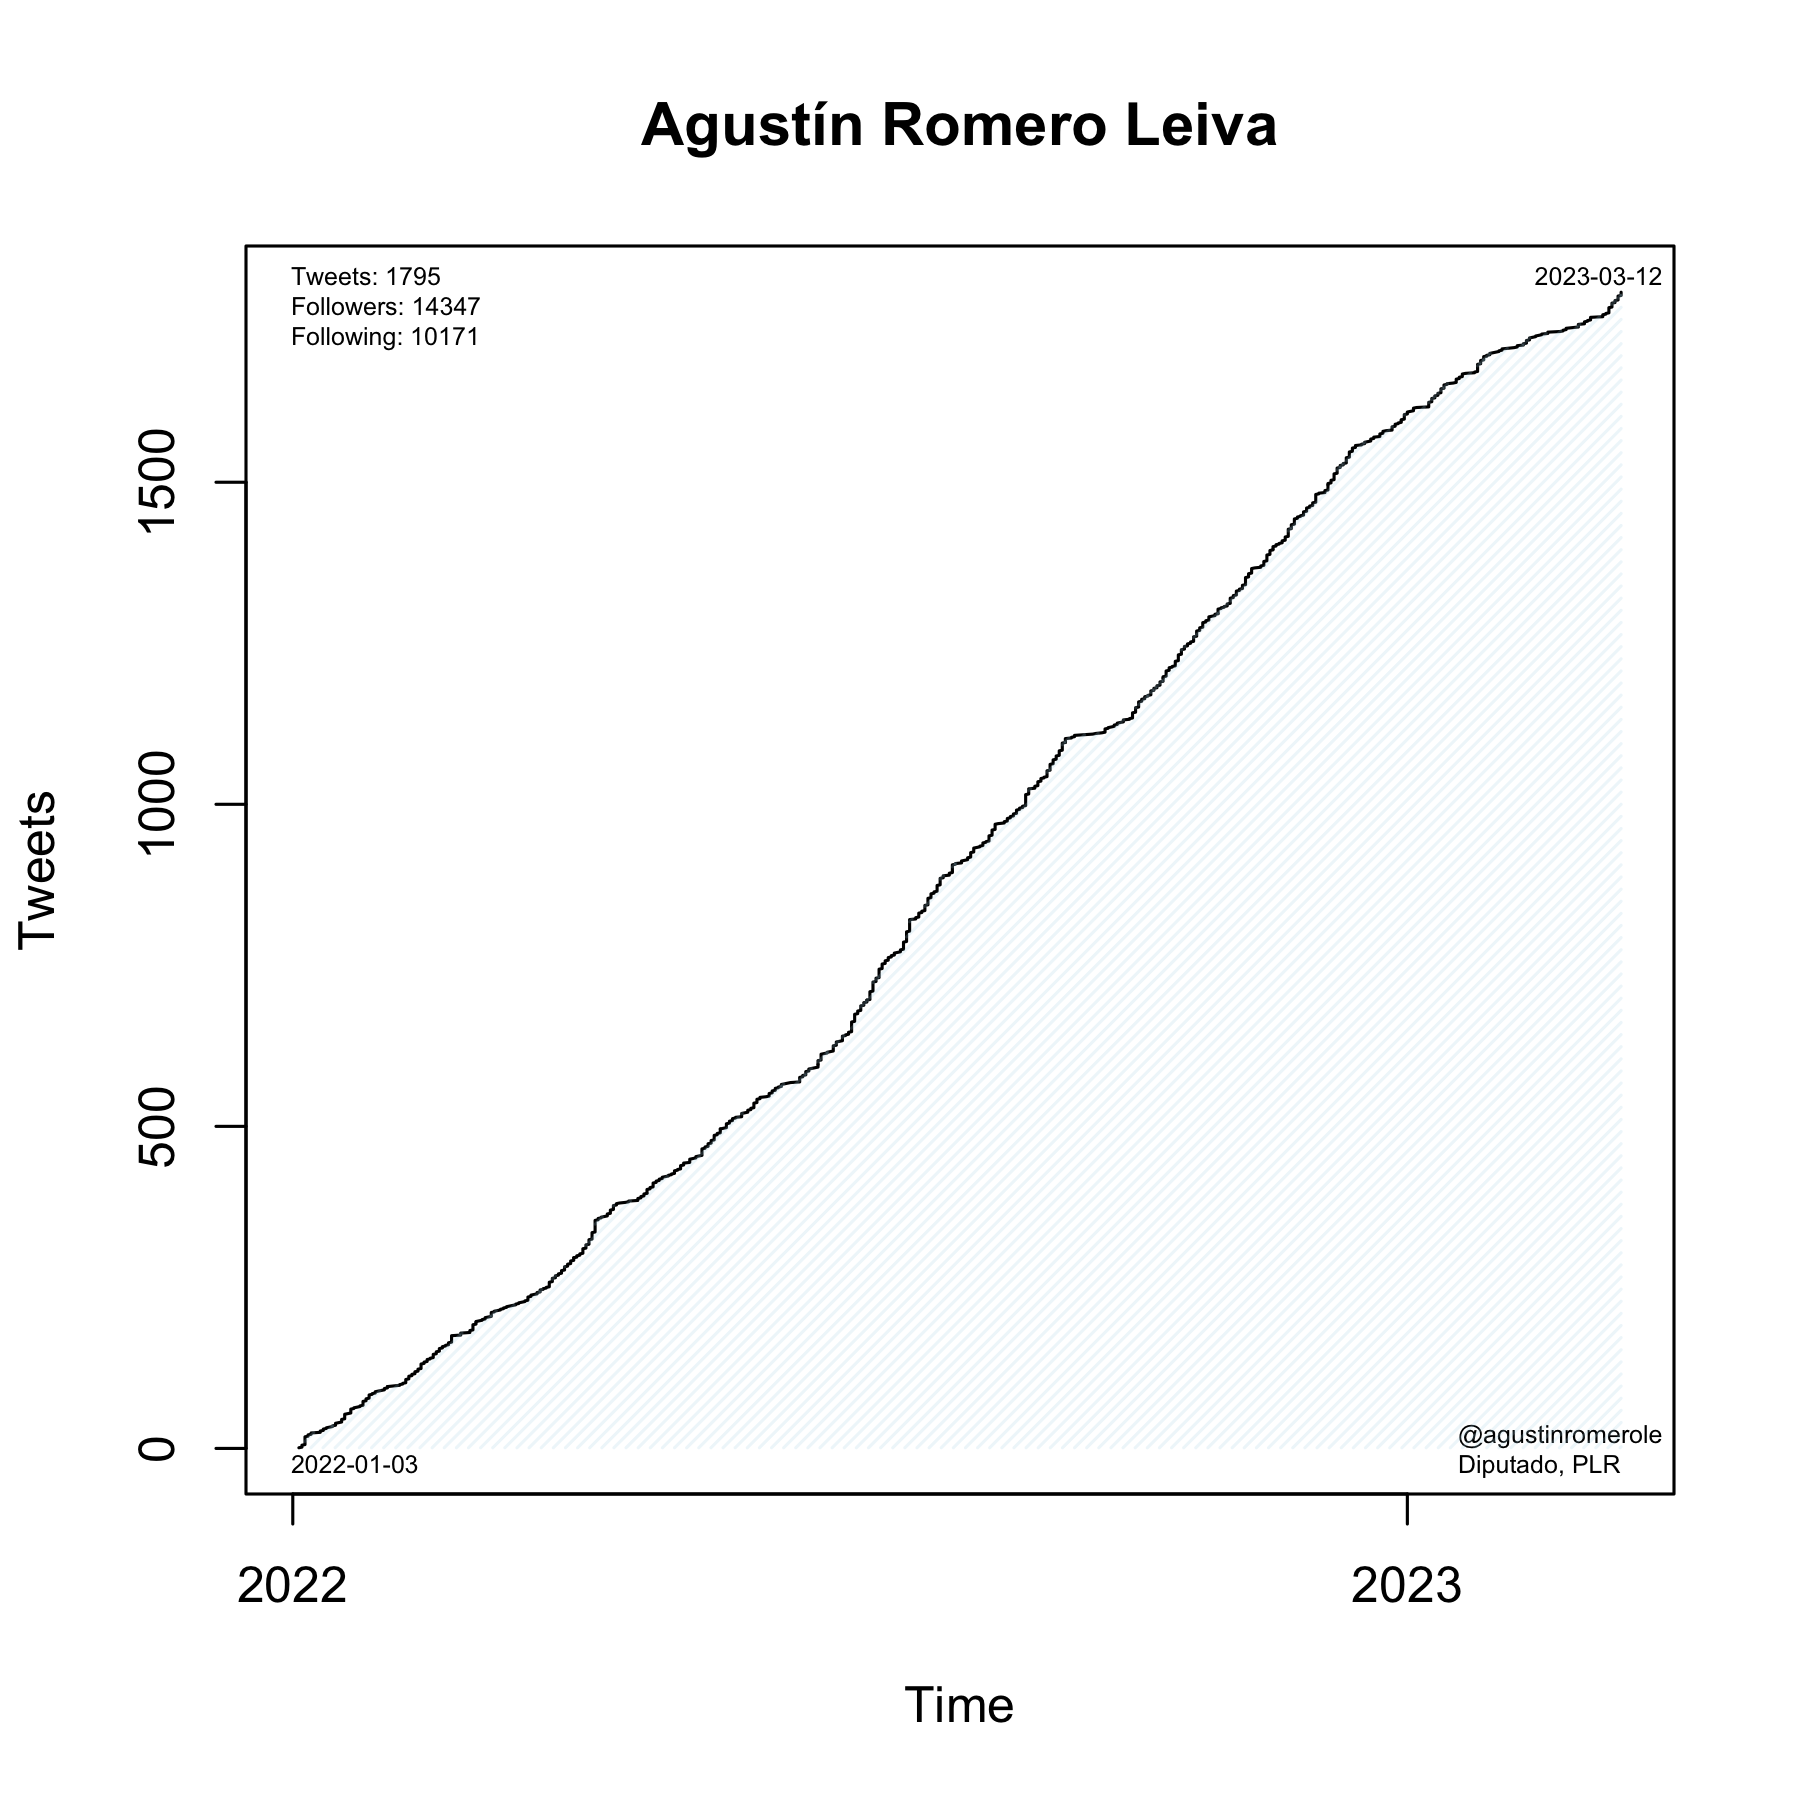 Agustín Romero Leiva
Tweets: 1795
Followers: 14347
Following: 10171
2023-03-12
1500
1000
500
0
Tweets
2022-01-03
@agustinromerole
Diputado, PLR
2022
2023
Time